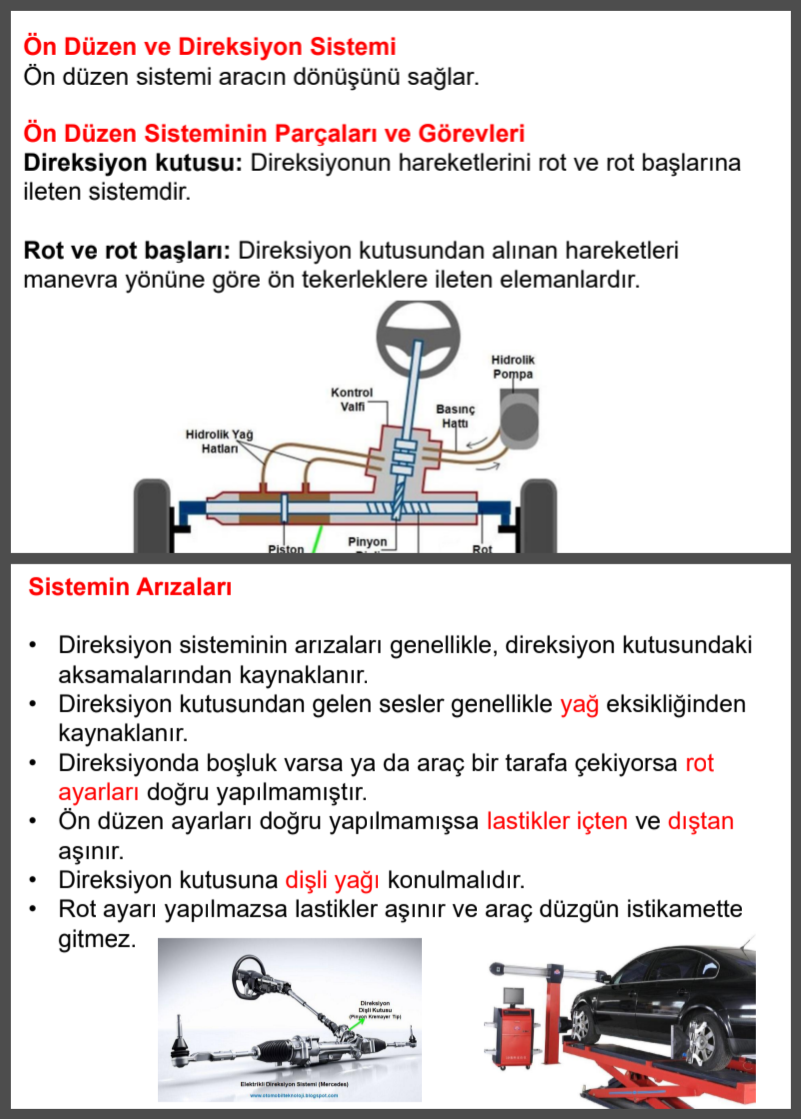 Ön Düzen ve Direksiyon Sistemi
Ön düzen sistemi aracın dönüşünü sağlar.
Ön Düzen Sisteminin Parçaları ve Görevleri
Direksiyon kutusu: Direksiyonun hareketlerini rot ve rot başlarına
ileten sistemdir.
Rot ve rot başları: Direksiyon kutusundan alınan hareketleri
manevra yönüne göre ön tekerleklere ileten elemanlardır.
Hidrolik
Pompa
Kontrol
Valfi
Basınç
Hattı
Hidrolik Yağ
Hatları
Piston
Pinyon
Rot
Sistemin Arızaları
• Direksiyon sisteminin arızaları genellikle, direksiyon kutusundaki
aksamalarından kaynaklanır.
• Direksiyon kutusundan gelen sesler genellikle yağ eksikliğinden
kaynaklanır.
• Direksiyonda boşluk varsa ya da araç bir tarafa çekiyorsa rot
ayarları doğru yapılmamıştır.
• Ön düzen ayarları doğru yapılmamışsa lastikler içten ve dıştan
aşınır.
• Direksiyon kutusuna dişli yağı konulmalıdır.
• Rot ayarı yapılmazsa lastikler aşınır ve araç düzgün istikamette
gitmez.
Direksiyon
Dişli Kutusu
(Pinyon Kremayer Tip)
Elektrikli Direksiyon Sistemi (Mercedes)
www.otomobilteknoloji.blogspot.com